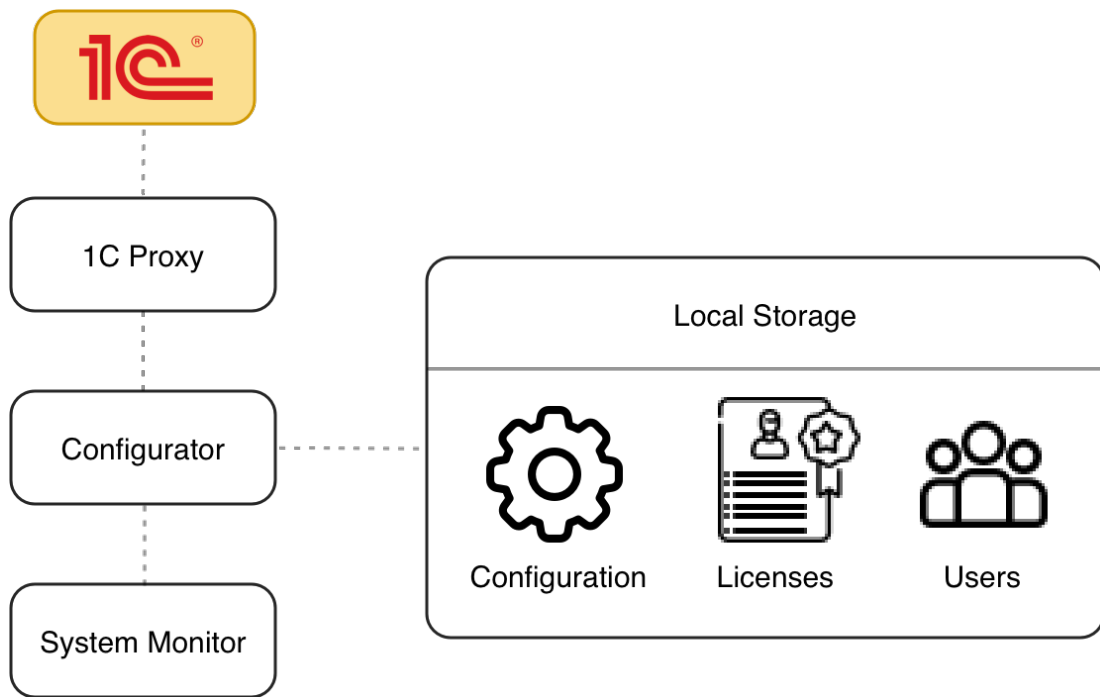 1C ®
1C Proxy
Local Storage
Configurator
Configuration
Licenses
Users
System Monitor